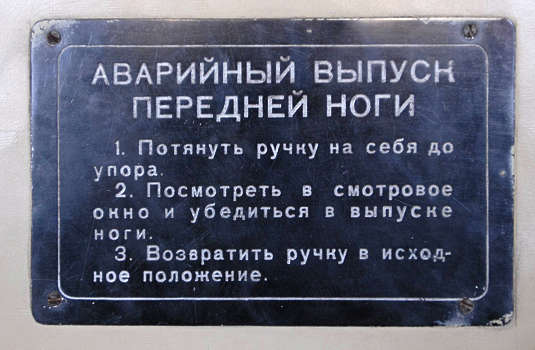 АВАРИЙНЫЙ ВЫПУСК
ПЕРЕДНЕЙ НОГИ
1. Потянуть ручку на себя до
упора.
2. Посмотреть в смотровое
окно и убедиться в выпуске
ноги.
3. Возвратить ручку в исход-
ное положение.